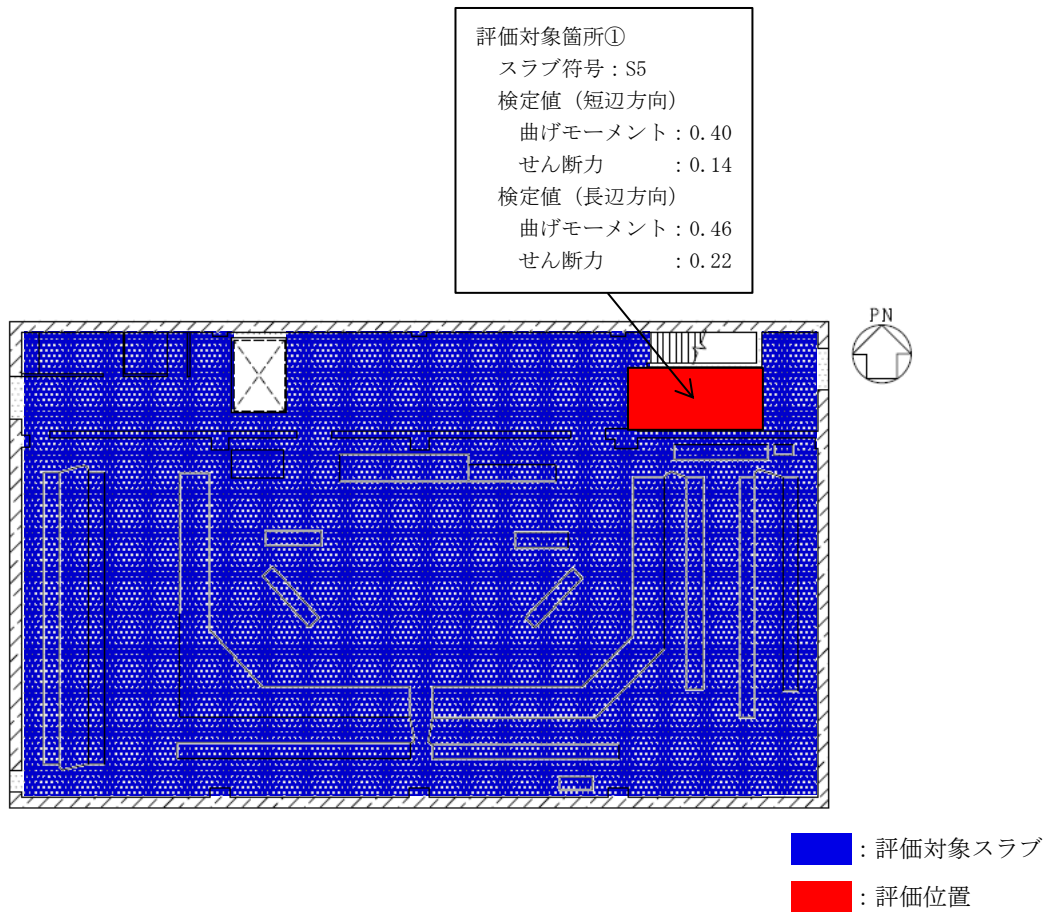 評価対象箇所①
スラブ符号：S5
検定値（短辺方向）
曲げモーメント：0.40
せん断力　　　：0.14
検定値（長辺方向）
曲げモーメント：0.46
せん断力　　　：0.22
PN
：評価対象スラブ
：評価位置